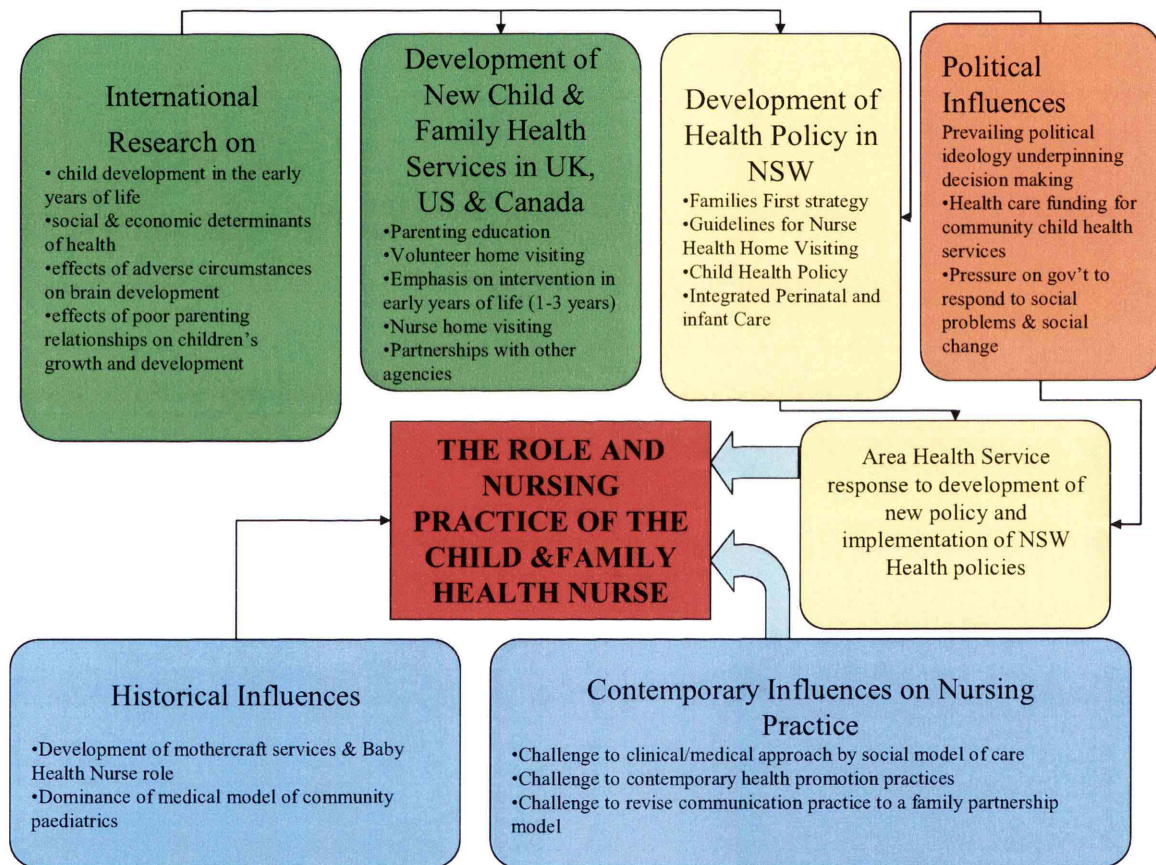 International
Research on
• child development in the early
years of life
•social & economic determinants
of health
•effects of adverse circumstances
on brain development
•effects of poor parenting
relationships on children's
growth and development
Development of
New Child &
Family Health
Services in UK,
US & Canada
•Parenting education
•Volunteer home visiting
•Emphasis on intervention in
early years of life (1-3 years)
•Nurse home visiting
•Partnerships with other
agencies
Development of
Health Policy in
NSW
•Families First strategy
•Guidelines for Nurse
Health Home Visiting
•Child Health Policy
•Integrated Perinatal and
infant Care
Political
Influences
Prevailing political
ideology underpinning
decision making
•Health care funding for
community child health
services
•Pressure on gov't to
respond to social
problems & social
change
THE ROLE AND
NURSING
PRACTICE OF THE
CHILD &FAMILY
HEALTH NURSE
Area Health Service
response to development of
new policy and
implementation of NSW
Health policies
Historical Influences
•Development of mothercraft services & Baby
Health Nurse role
•Dominance of medical model of community
paediatrics
Contemporary Influences on Nursing
Practice
•Challenge to clinical/medical approach by social model of care
•Challenge to contemporary health promotion practices
•Challenge to revise communication practice to a family partnership
model